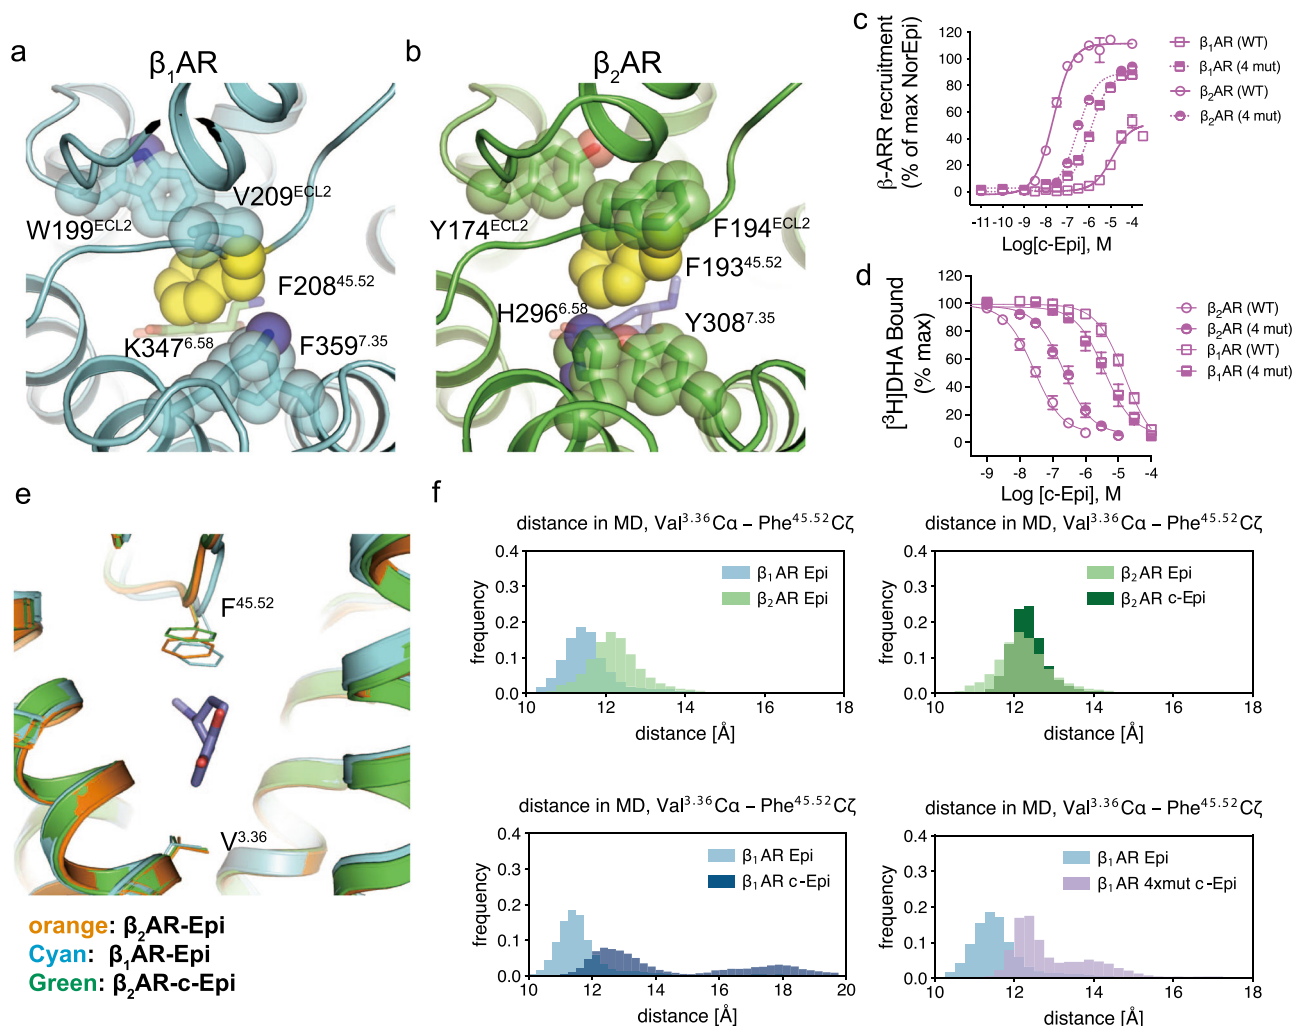 a
β₁AR
W199ᴱᶜᴸ²
V209ᴱᶜᴸ²
F208⁴⁵·⁵²
K347⁶·⁵⁸
F359⁷·³⁵
b
β₂AR
Y174ᴱᶜᴸ²
F194ᴱᶜᴸ²
F193⁴⁵·⁵²
H296⁶·⁵⁸
Y308⁷·³⁵
c
β-ARR recruitment
(% of max NorEpi)
120
100
80
60
40
20
0
-11 -10 -9 -8 -7 -6 -5 -4
Log[c-Epi], M
β₁AR (WT)
β₁AR (4 mut)
β₂AR (WT)
β₂AR (4 mut)
d
[³H]DHA Bound
(% max)
120
100
80
60
40
20
0
-9 -8 -7 -6 -5 -4
Log [c-Epi], M
β₂AR (WT)
β₂AR (4 mut)
β₁AR (WT)
β₁AR (4 mut)
e
F⁴⁵·⁵²
V³·³⁶
orange: β₂AR-Epi
Cyan: β₁AR-Epi
Green: β₂AR-c-Epi
f
distance in MD, Val³·³⁶Cα – Phe⁴⁵·⁵²Cζ
frequency
0.4
0.3
0.2
0.1
0.0
10 12 14 16 18
distance [Å]
β₁AR Epi
β₂AR Epi
distance in MD, Val³·³⁶Cα – Phe⁴⁵·⁵²Cζ
frequency
0.4
0.3
0.2
0.1
0.0
10 12 14 16 18
distance [Å]
β₂AR Epi
β₂AR c-Epi
distance in MD, Val³·³⁶Cα – Phe⁴⁵·⁵²Cζ
frequency
0.4
0.3
0.2
0.1
0.0
10 12 14 16 18 20
distance [Å]
β₁AR Epi
β₁AR c-Epi
distance in MD, Val³·³⁶Cα – Phe⁴⁵·⁵²Cζ
frequency
0.4
0.3
0.2
0.1
0.0
10 12 14 16 18
distance [Å]
β₁AR Epi
β₁AR 4xmut c-Epi